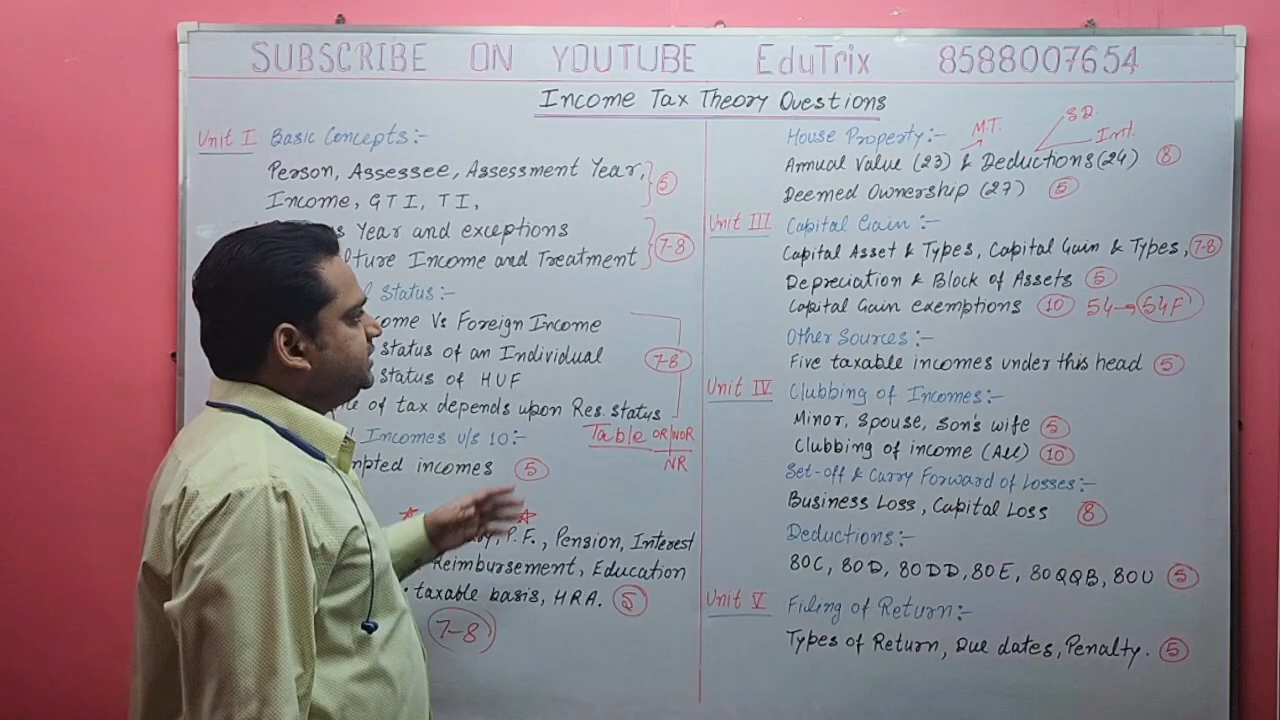 SUBSCRIBE ON YOUTUBE EduTrix 8588007654
Income Tax Theory Questions
Unit I Basic Concepts:-
Person, Assessee, Assessment Year,
Income, GTI, TI,
5
Year and exceptions
Income and Treatment
7-8
Status:-
Vs Foreign Income
status of an Individual
status of HUF
7-8
of tax depends upon Res. status
Incomes u/s 10:-
Table OR/NOR
NR
incomes 5
P.F., Pension, Interest
Reimbursement, Education
taxable basis, HRA. 5
7-8
House Property:- M.T. S.D. Int.
Annual Value (23) & Deductions (24) 8
Deemed Ownership (27) 5
Unit III Capital Gain:-
Capital Asset & Types, Capital Gain & Types, 7-8
Depreciation & Block of Assets 5
Capital Gain exemptions 10 54→54F
Other Sources:-
Five taxable incomes under this head 5
Unit IV Clubbing of Incomes:-
Minor, Spouse, Son's wife 5
Clubbing of income (All) 10
Set-off & Carry Forward of Losses:-
Business Loss, Capital Loss 8
Deductions:-
80C, 80D, 80DD, 80E, 80QQB, 80U 5
Unit V Filing of Return:-
Types of Return, Due dates, Penalty. 5